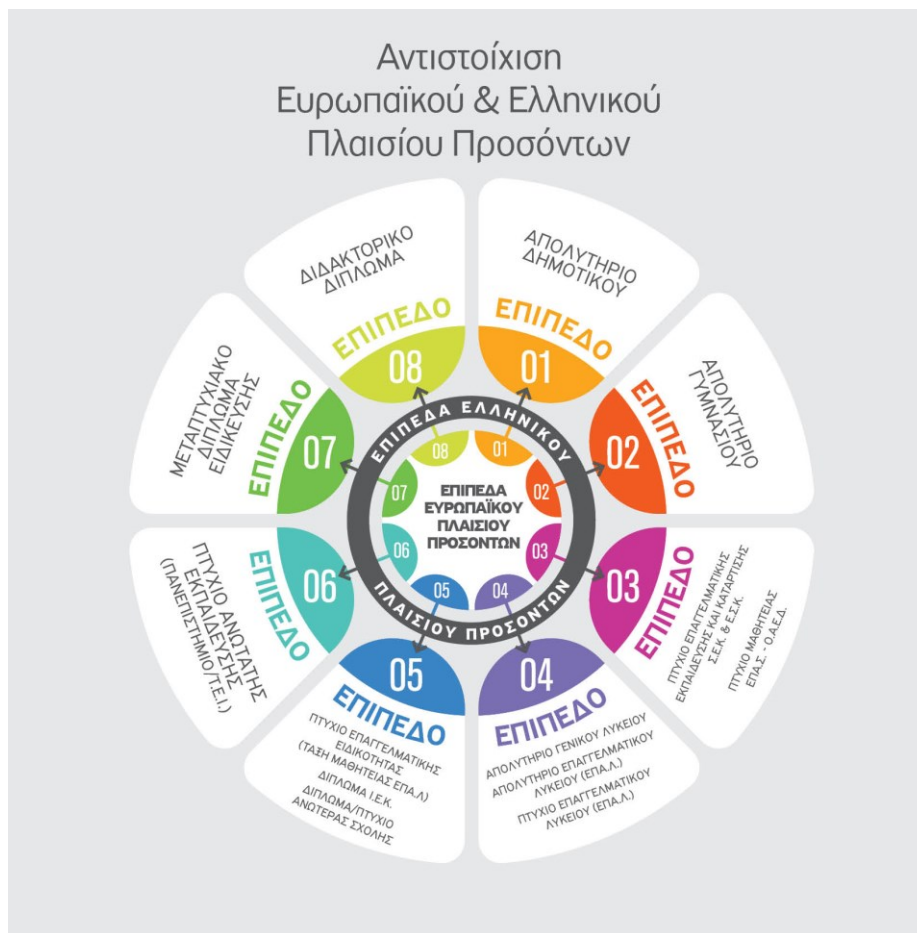 Αντιστοίχιση
Ευρωπαϊκού & Ελληνικού
Πλαισίου Προσόντων
ΑΠΟΛΥΤΗΡΙΟ
ΔΗΜΟΤΙΚΟΥ
ΕΠΙΠΕΔΟ
01
ΑΠΟΛΥΤΗΡΙΟ
ΓΥΜΝΑΣΙΟΥ
ΕΠΙΠΕΔΟ
02
ΕΠΙΠΕΔΟ
03
ΠΤΥΧΙΟ ΕΠΑΓΓΕΛΜΑΤΙΚΗΣ
ΕΚΠΑΙΔΕΥΣΗΣ ΚΑΙ ΚΑΤΑΡΤΙΣΗΣ
Σ.Ε.Κ. & Ε.Σ.Κ.
ΠΤΥΧΙΟ ΜΑΘΗΤΕΙΑΣ
ΕΠΑ.Σ. - Ο.Α.Ε.Δ.
04
ΕΠΙΠΕΔΟ
ΑΠΟΛΥΤΗΡΙΟ ΓΕΝΙΚΟΥ ΛΥΚΕΙΟΥ
ΑΠΟΛΥΤΗΡΙΟ ΕΠΑΓΓΕΛΜΑΤΙΚΟΥ
ΛΥΚΕΙΟΥ (ΕΠΑ.Λ.)
ΠΤΥΧΙΟ ΕΠΑΓΓΕΛΜΑΤΙΚΟΥ
ΛΥΚΕΙΟΥ (ΕΠΑ.Λ.)
05
ΕΠΙΠΕΔΟ
ΠΤΥΧΙΟ ΕΠΑΓΓΕΛΜΑΤΙΚΗΣ
ΕΙΔΙΚΟΤΗΤΑΣ
(ΤΑΞΗ ΜΑΘΗΤΕΙΑΣ ΕΠΑ.Λ)
ΔΙΠΛΩΜΑ Ι.Ε.Κ.
ΔΙΠΛΩΜΑ/ΠΤΥΧΙΟ
ΑΝΩΤΕΡΑΣ ΣΧΟΛΗΣ
06
ΕΠΙΠΕΔΟ
ΠΤΥΧΙΟ ΑΝΩΤΑΤΗΣ
ΕΚΠΑΙΔΕΥΣΗΣ
(ΠΑΝΕΠΙΣΤΗΜΙΟ/Τ.Ε.Ι.)
ΜΕΤΑΠΤΥΧΙΑΚΟ
ΔΙΠΛΩΜΑ
ΕΙΔΙΚΕΥΣΗΣ
ΕΠΙΠΕΔΟ
07
ΔΙΔΑΚΤΟΡΙΚΟ
ΔΙΠΛΩΜΑ
ΕΠΙΠΕΔΟ
08
ΕΠΙΠΕΔΑ ΕΛΛΗΝΙΚΟΥ
ΠΛΑΙΣΙΟΥ ΠΡΟΣΟΝΤΩΝ
01
02
03
04
05
06
07
08
ΕΠΙΠΕΔΑ
ΕΥΡΩΠΑΪΚΟΥ
ΠΛΑΙΣΙΟΥ
ΠΡΟΣΟΝΤΩΝ